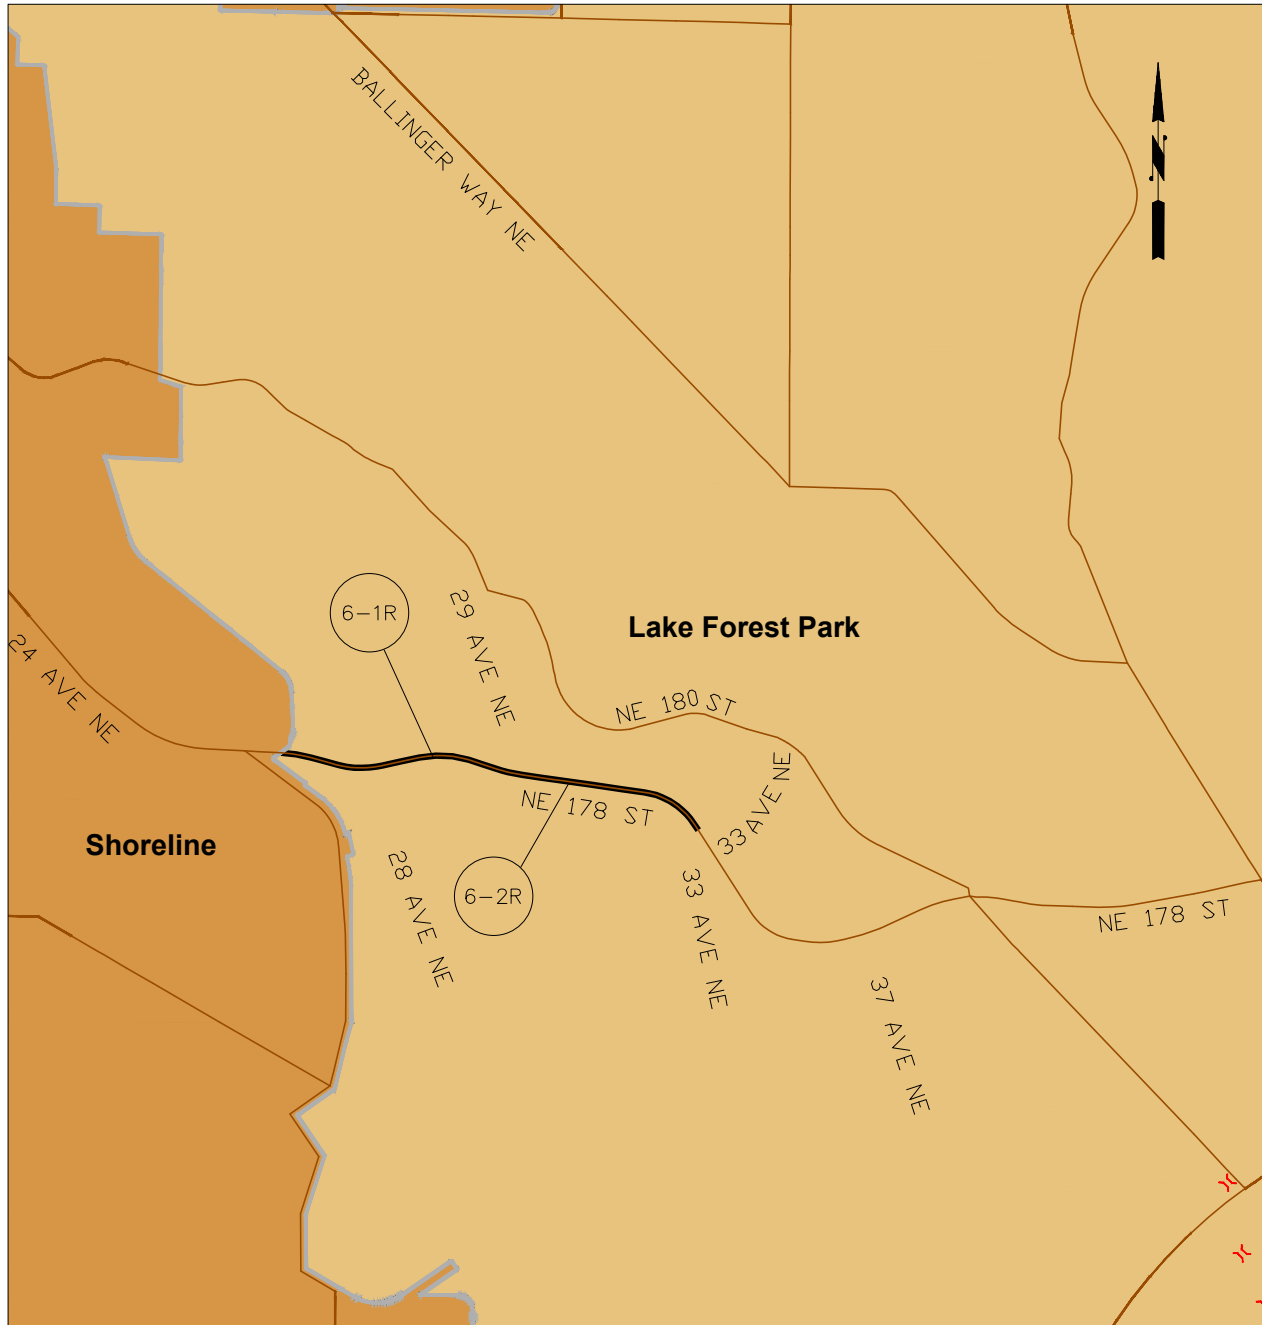 BALLINGER WAY NE
N
6-1R
29 AVE NE
Lake Forest Park
24 AVE NE
NE 180 ST
33 AVE NE
NE 178 ST
Shoreline
28 AVE NE
6-2R
33 AVE NE
NE 178 ST
37 AVE NE